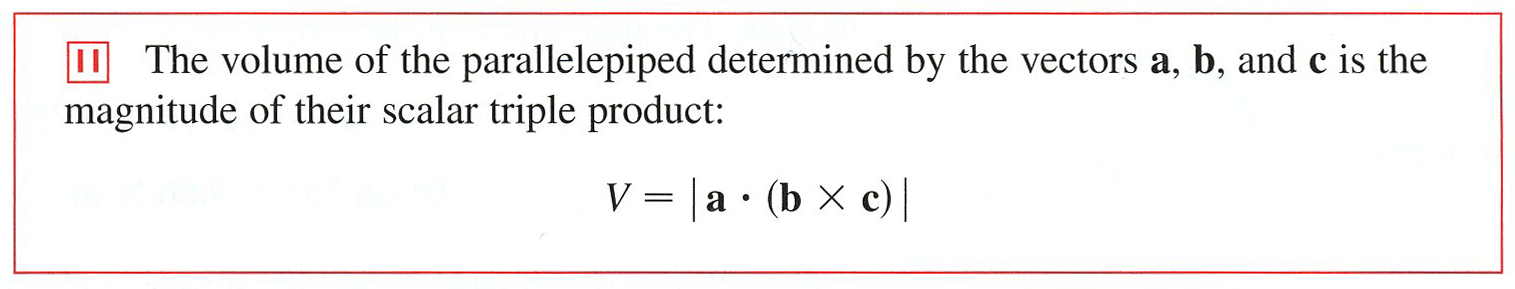 11 The volume of the parallelepiped determined by the vectors a, b, and c is the
magnitude of their scalar triple product:
V = | a · (b × c) |